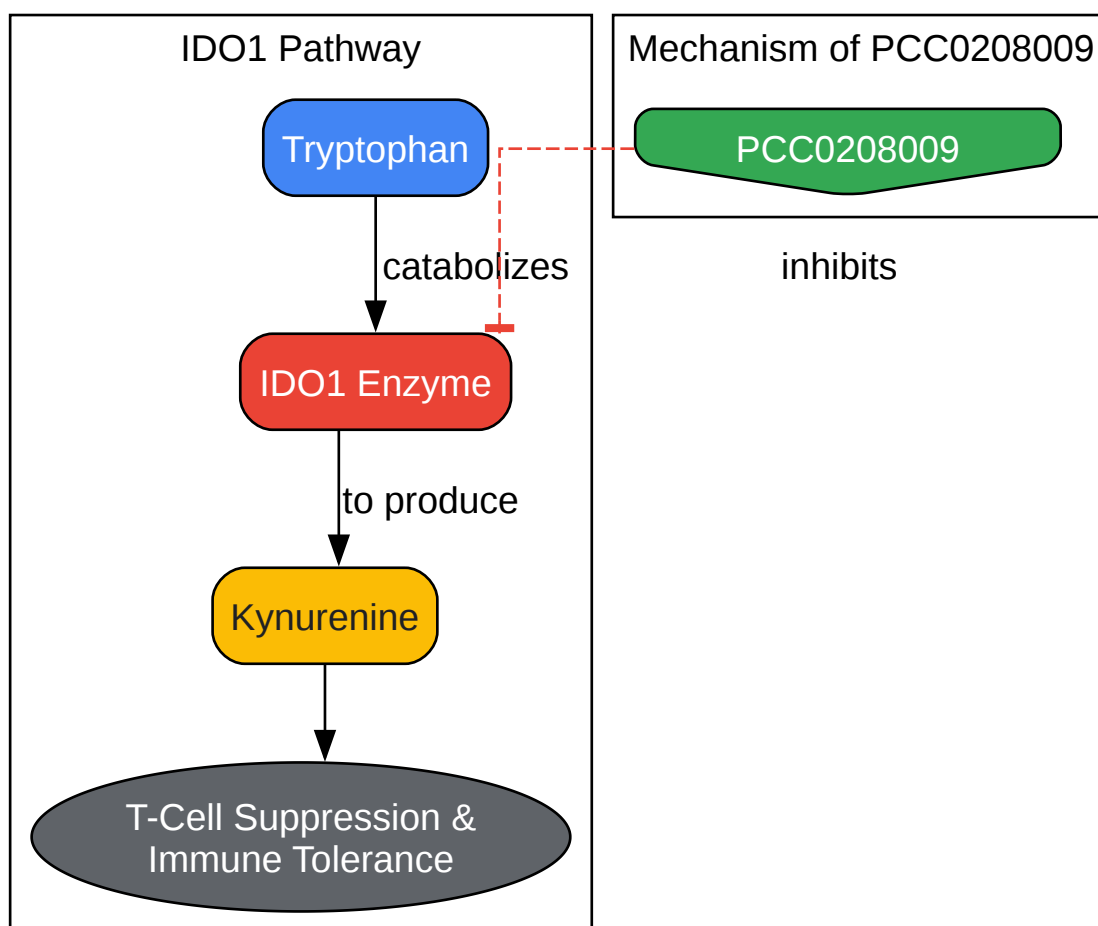 IDO1 Pathway
Mechanism of PCC0208009
Tryptophan
PCC0208009
catabolizes
inhibits
IDO1 Enzyme
to produce
Kynurenine
T-Cell Suppression &
Immune Tolerance